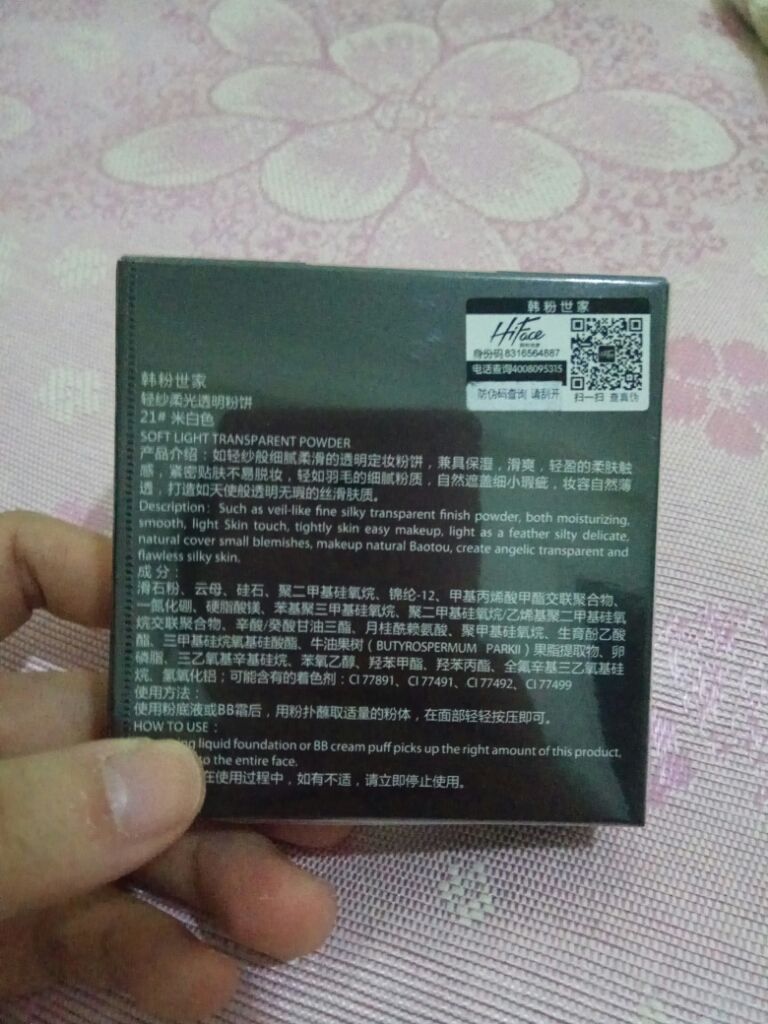 韩粉世家
HiFace
韩粉世家
身份码 8316564887
电话查询4008095315
防伪码查询 请刮开
扫一扫 查真伪
韩粉世家
轻纱柔光透明粉饼
21# 米白色
SOFT LIGHT TRANSPARENT POWDER
产品介绍：如轻纱般细腻柔滑的透明定妆粉饼，兼具保湿，滑爽，轻盈的柔肤触
感，紧密贴肤不易脱妆，轻如羽毛的细腻粉质，自然遮盖细小瑕疵，妆容自然薄
透，打造如天使般透明无瑕的丝滑肤质。
Description: Such as veil-like fine silky transparent finish powder, both moisturizing,
smooth, light Skin touch, tightly skin easy makeup, light as a feather silty delicate,
natural cover small blemishes, makeup natural Baotou, create angelic transparent and
flawless silky skin.
成分：
滑石粉、云母、硅石、聚二甲基硅氧烷、锦纶-12、甲基丙烯酸甲酯交联聚合物、
一氮化硼、硬脂酸镁、苯基聚三甲基硅氧烷、聚二甲基硅氧烷/乙烯基聚二甲基硅氧
烷交联聚合物、辛酸/癸酸甘油三酯、月桂酰赖氨酸、聚甲基硅氧烷、生育酚乙酸
酯、三甲基硅烷氧基硅酸酯、牛油果树（BUTYROSPERMUM PARKII）果脂提取物、卵
磷脂、三乙氧基辛基硅烷、苯氧乙醇、羟苯甲酯、羟苯丙酯、全氟辛基三乙氧基硅
烷、氢氧化铝；可能含有的着色剂：CI 77891、CI 77491、CI 77492、CI 77499
使用方法：
使用粉底液或BB霜后，用粉扑蘸取适量的粉体，在面部轻轻按压即可。
HOW TO USE：
ng liquid foundation or BB cream puff picks up the right amount of this product,
to the entire face.
在使用过程中，如有不适，请立即停止使用。